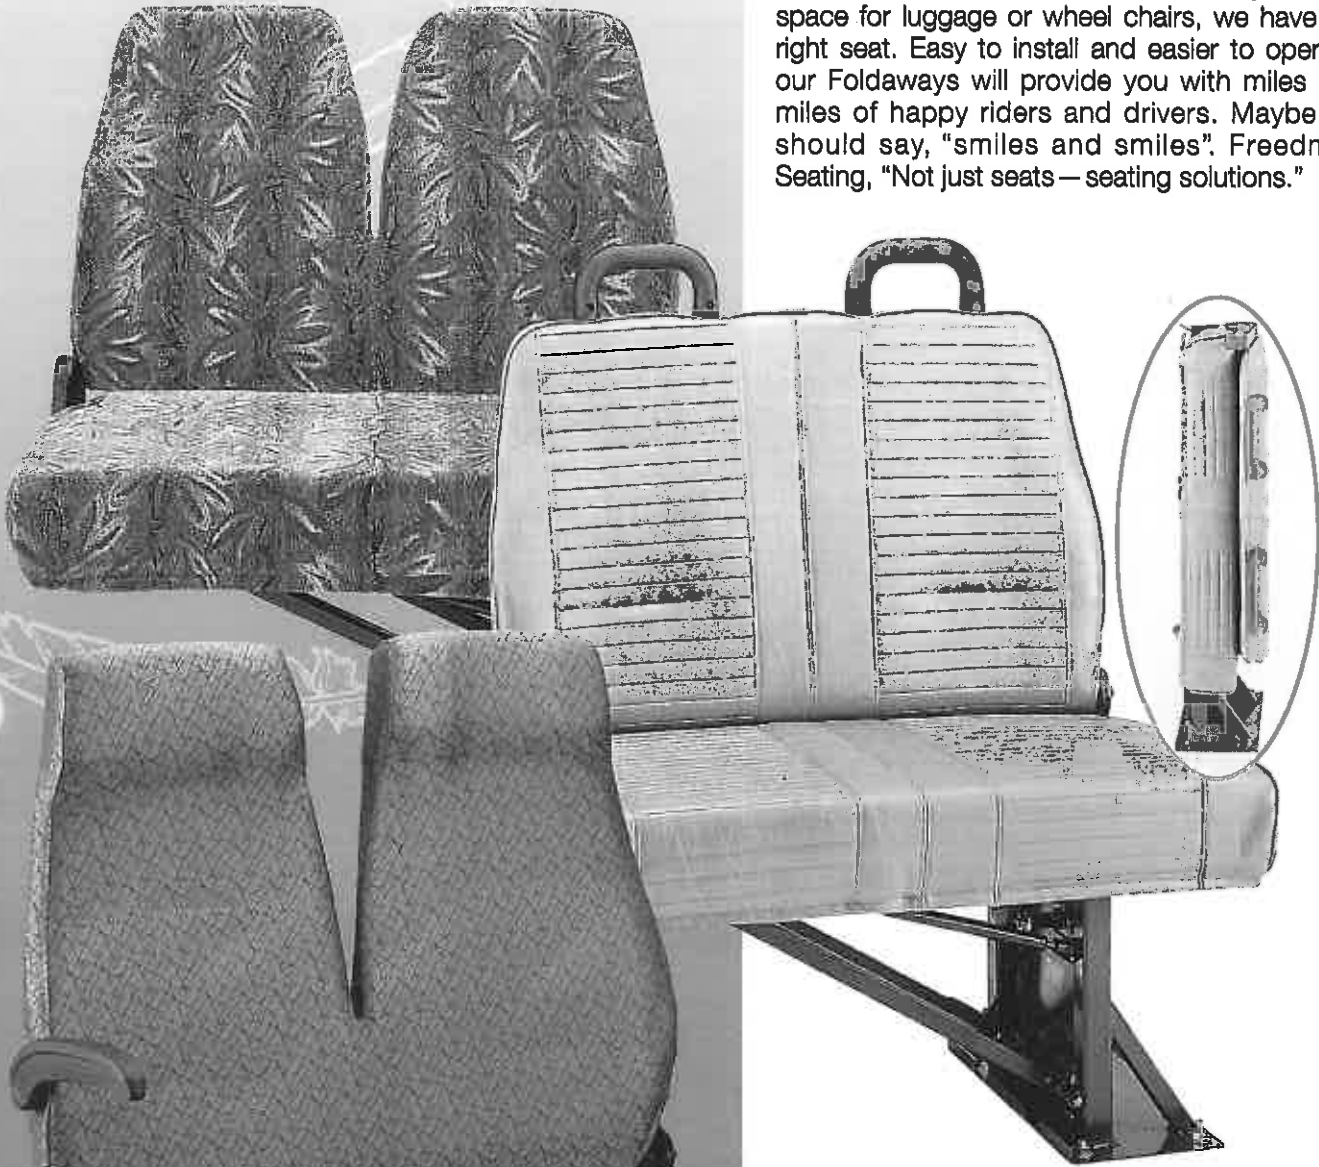 space for luggage or wheel chairs, we have
right seat. Easy to install and easier to oper
our Foldaways will provide you with miles
miles of happy riders and drivers. Maybe
should say, “smiles and smiles”. Freedm
Seating, “Not just seats — seating solutions.”